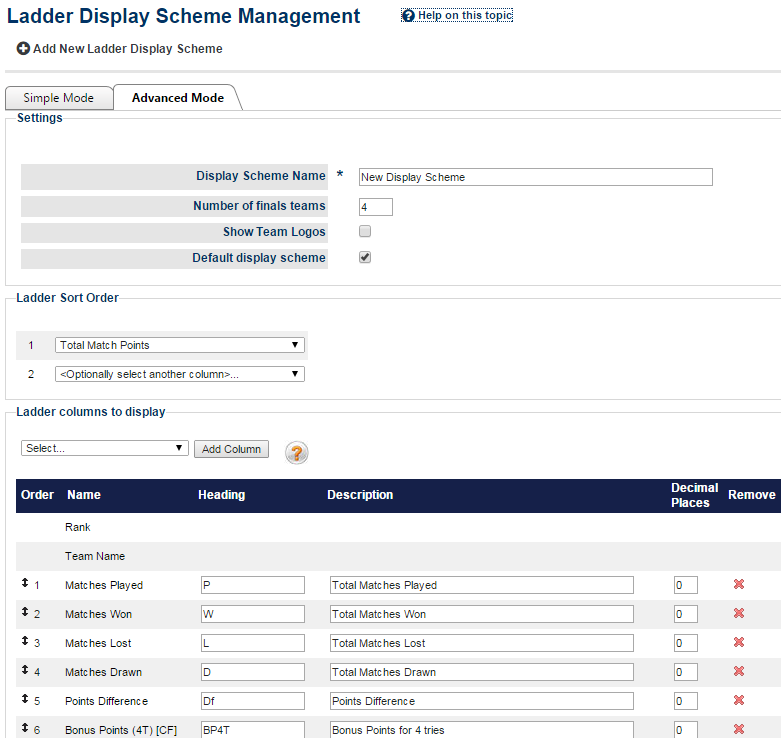 Ladder Display Scheme Management
Help on this topic
Add New Ladder Display Scheme
Simple Mode
Advanced Mode
Settings
Display Scheme Name * New Display Scheme
Number of finals teams 4
Show Team Logos
Default display scheme
Ladder Sort Order
1 Total Match Points
2 <Optionally select another column>...
Ladder columns to display
Select... Add Column ?
Order Name Heading Description Decimal Places Remove
Rank
Team Name
1 Matches Played P Total Matches Played 0
2 Matches Won W Total Matches Won 0
3 Matches Lost L Total Matches Lost 0
4 Matches Drawn D Total Matches Drawn 0
5 Points Difference Df Points Difference 0
6 Bonus Points (4T) [CF] BP4T Bonus Points for 4 tries 0